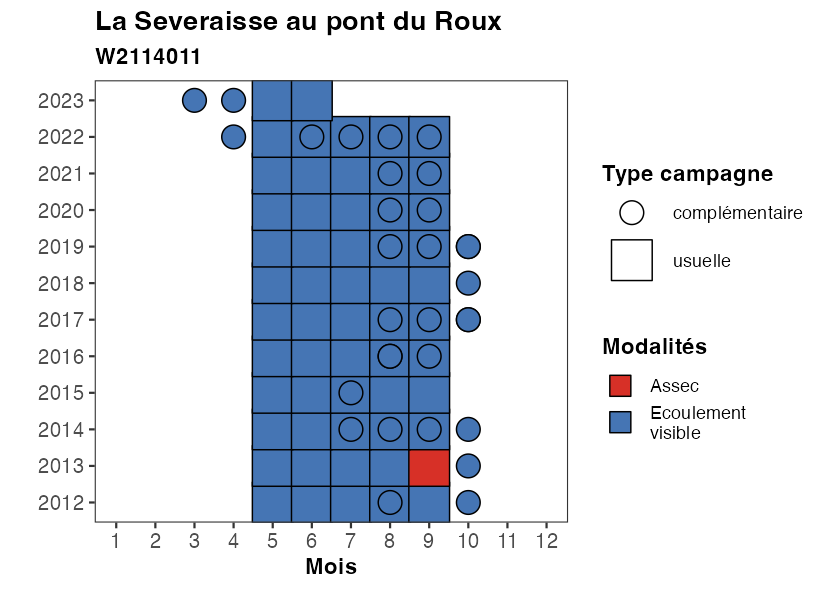 La Severaisse au pont du Roux
W2114011
2023
2022
2021
2020
2019
2018
2017
2016
2015
2014
2013
2012
1 2 3 4 5 6 7 8 9 10 11 12
Mois
Type campagne
complémentaire
usuelle
Modalités
Assec
Ecoulement
visible